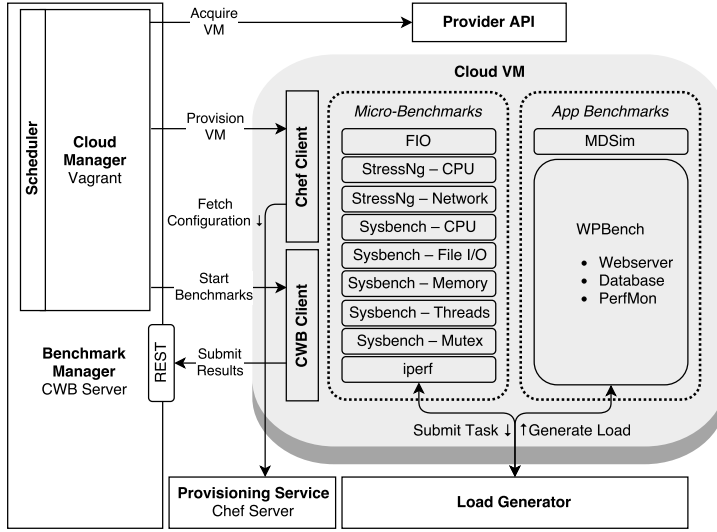 Acquire
VM
Provider API
Scheduler
Cloud
Manager
Vagrant
Provision
VM
Fetch
Configuration ↓
Start
Benchmarks
Benchmark
Manager
CWB Server
REST
Submit
Results
Cloud VM
Chef Client
CWB Client
Micro-Benchmarks
FIO
StressNg – CPU
StressNg – Network
Sysbench – CPU
Sysbench – File I/O
Sysbench – Memory
Sysbench – Threads
Sysbench – Mutex
iperf
App Benchmarks
MDSim
WPBench
• Webserver
• Database
• PerfMon
Submit Task ↓ ↑Generate Load
Provisioning Service
Chef Server
Load Generator